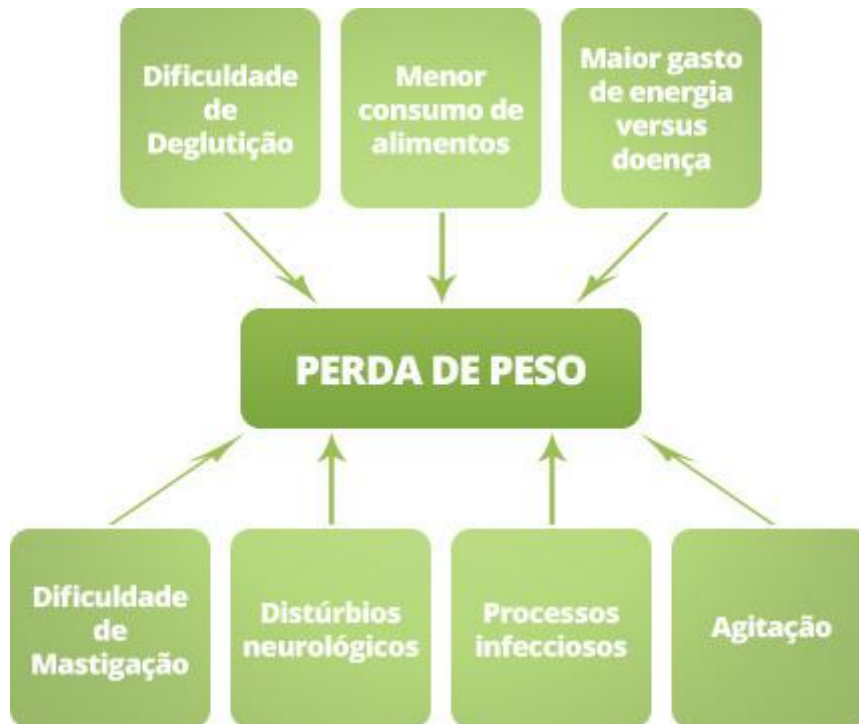 Dificuldade
de
Deglutição
Menor
consumo de
alimentos
Maior gasto
de energia
versus
doença
PERDA DE PESO
Dificuldade
de
Mastigação
Distúrbios
neurológicos
Processos
infecciosos
Agitação